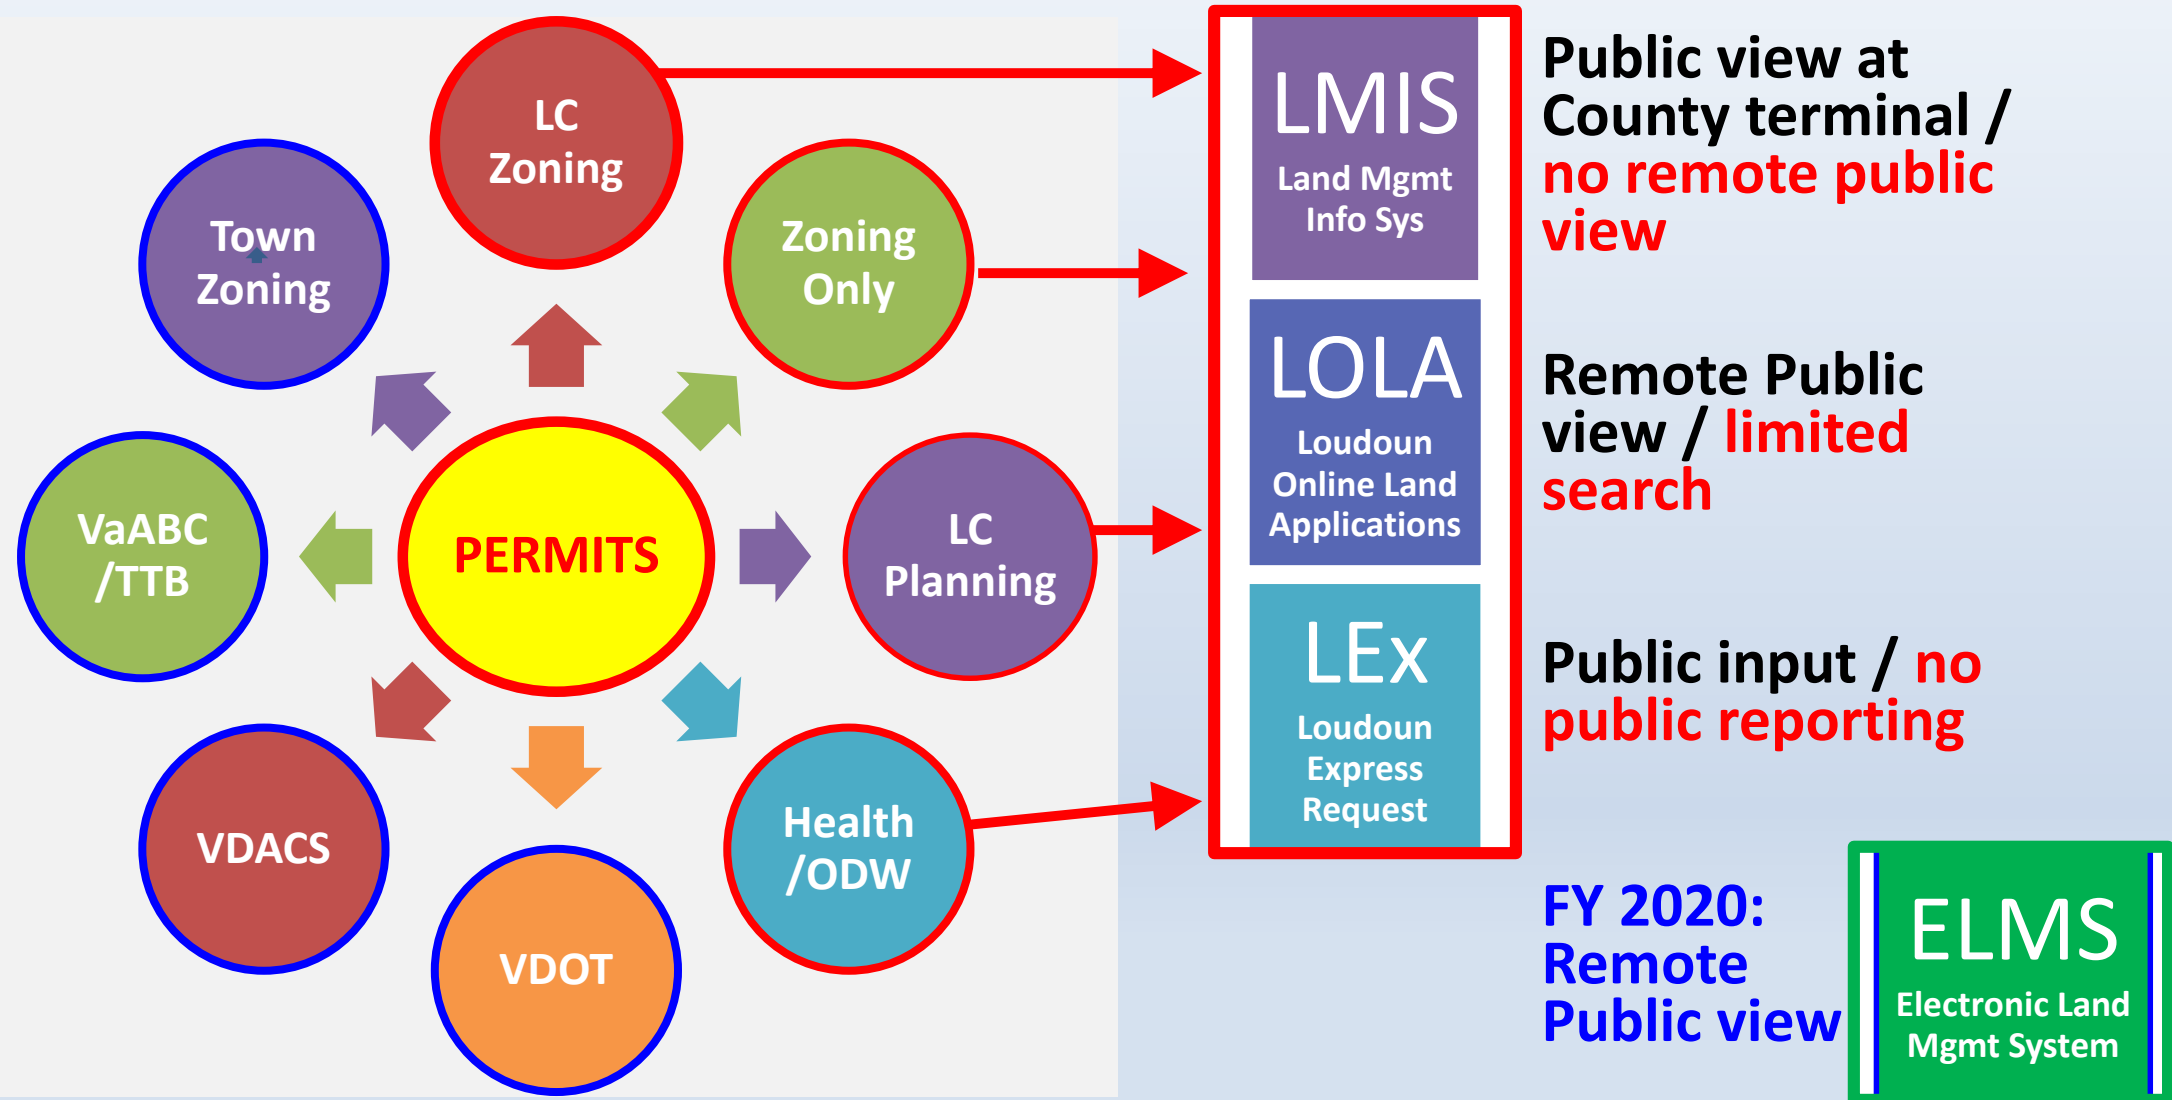 LC
Zoning
Zoning
Only
LC
Planning
Health
/ODW
VDOT
VDACS
VaABC
/TTB
Town
Zoning
PERMITS
LMIS
Land Mgmt
Info Sys
Public view at
County terminal /
no remote public
view
LOLA
Loudoun
Online Land
Applications
Remote Public
view / limited
search
LEx
Loudoun
Express
Request
Public input / no
public reporting
FY 2020:
Remote
Public view
ELMS
Electronic Land
Mgmt System